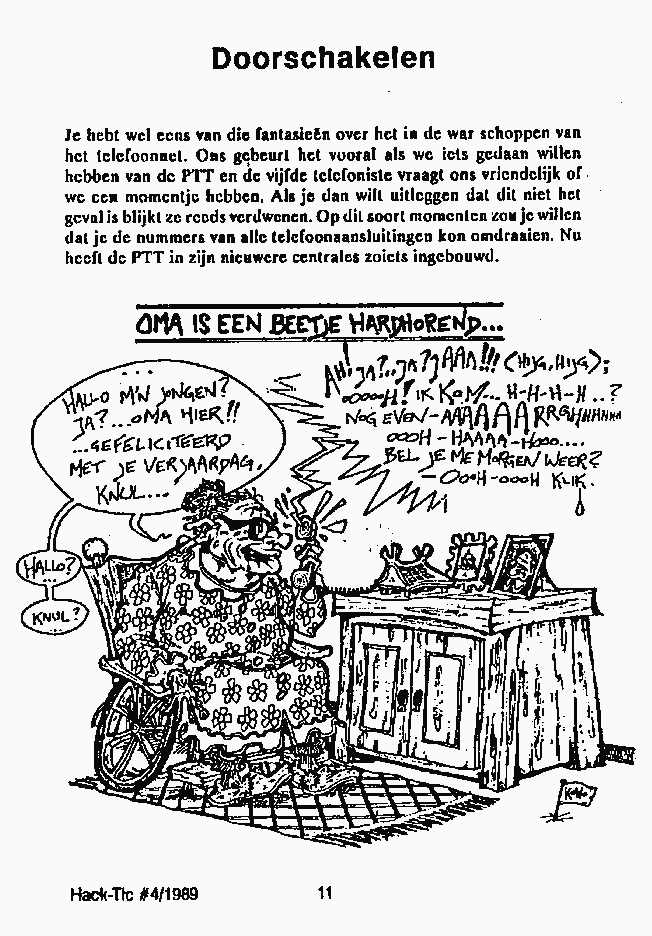 Doorschakelen
Je hebt wel eens van die fantasieën over het in de war schoppen van
het telefoonnet. Ons gebeurt het vooral als we iets gedaan willen
hebben van de PTT en de vijfde telefoniste vraagt ons vriendelijk of
we een momentje hebben. Als je dan wilt uitleggen dat dit niet het
geval is blijkt ze reeds verdwenen. Op dit soort momenten zou je willen
dat je de nummers van alle telefoonaansluitingen kon omdraaien. Nu
heeft de PTT in zijn nieuwere centrales zoiets ingebouwd.
OMA IS EEN BEETJE HARDHOREND...
...
HALLO M'N JONGEN?
JA?...OMA HIER!!
...GEFELICITEERD
MET JE VERJAARDAG,
KNUL...
HALLO?
KNUL?
AH! JA?..JA?JAAA!!! (HIJG, HIJG);
OOOOH! IK KOM... H-H-H-H...?
NOG EVEN-AAAAAARRGHHHHHH
OOOH-HAAAA-HOOO....
BEL JE ME MORGEN WEER?
-OOOH-OOOH KLIK.
Hack-Tic #4/1989
11